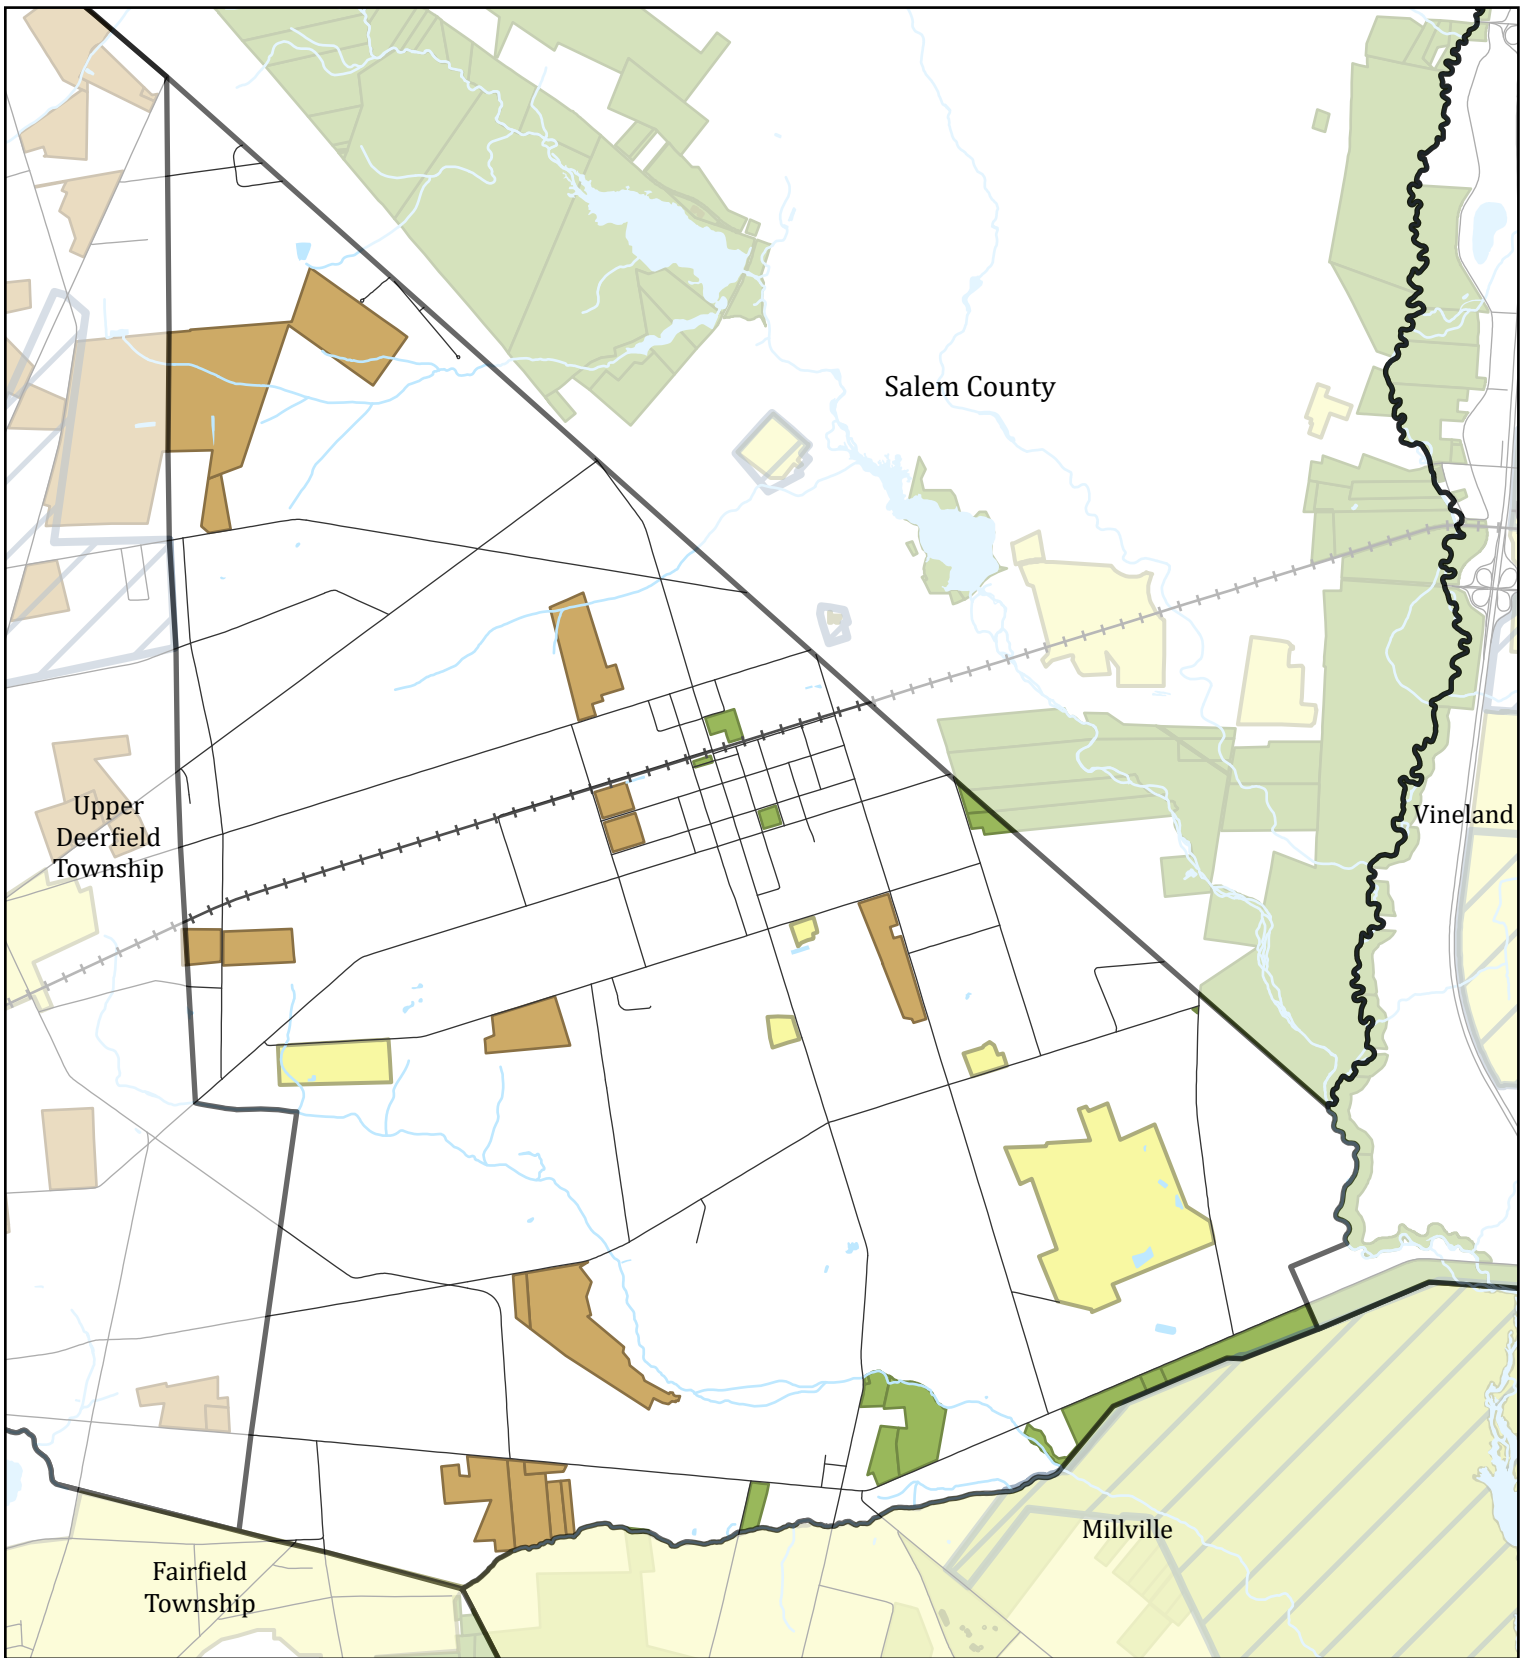 Salem County
Upper
Deerfield
Township
Vineland
Millville
Fairfield
Township